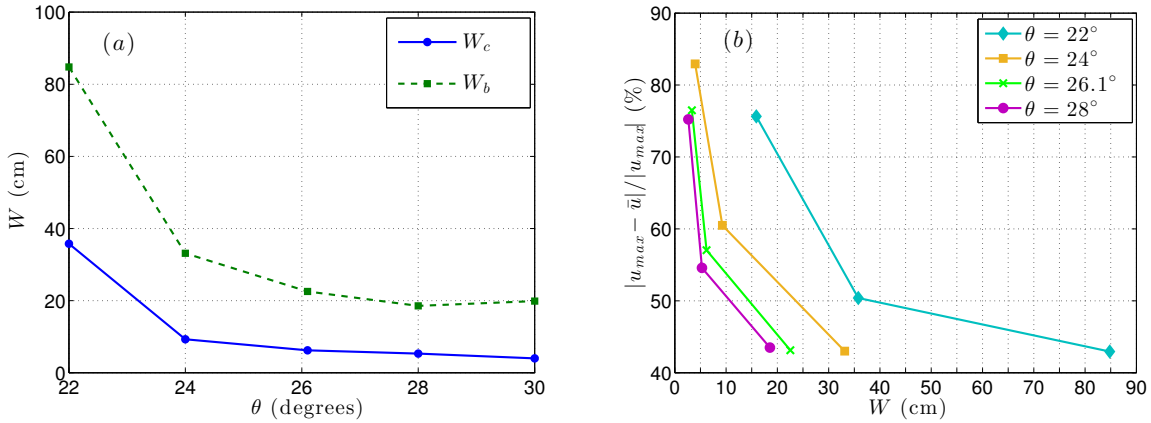 (a)
W_c
W_b
100
80
60
40
20
0
W (cm)
22
24
26
28
30
θ (degrees)
(b)
θ = 22°
θ = 24°
θ = 26.1°
θ = 28°
90
80
70
60
50
40
|u_max − ū|/|u_max| (%)
0
10
20
30
40
50
60
70
80
90
W (cm)